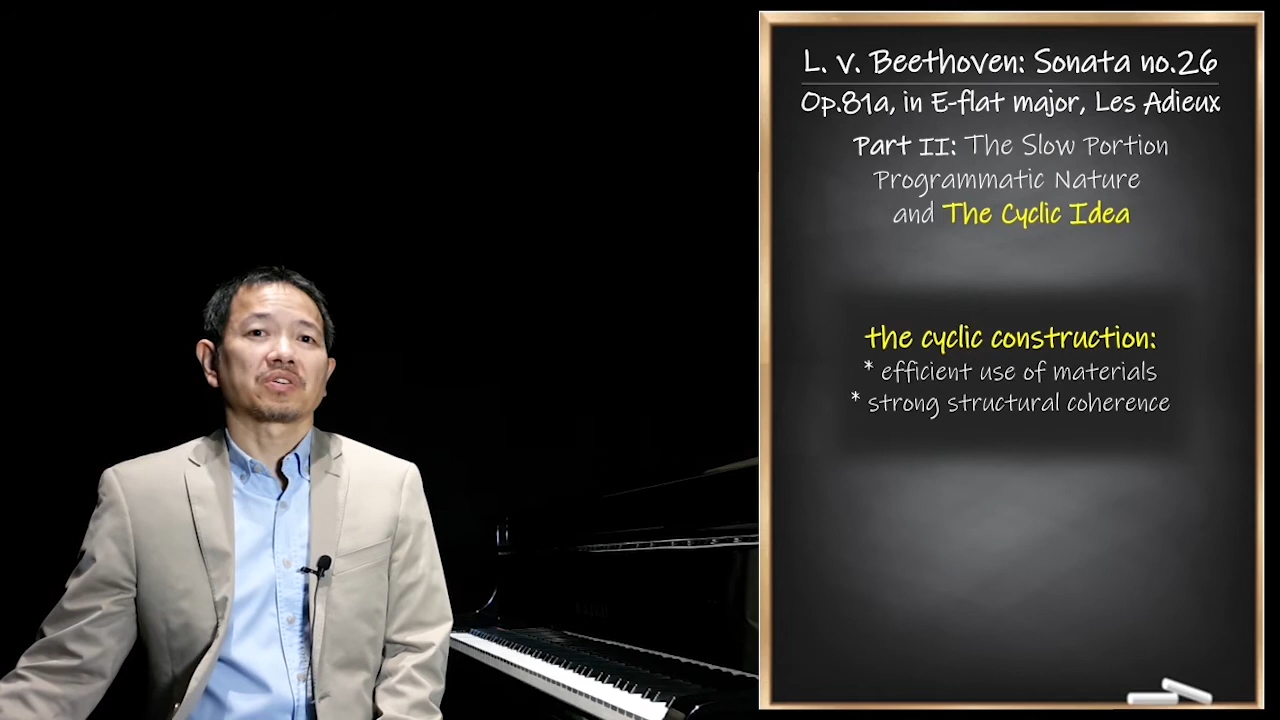 L. v. Beethoven: Sonata no.26
Op.81a, in E-flat major, Les Adieux
Part II: The Slow Portion
Programmatic Nature
and The Cyclic Idea
the cyclic construction:
* efficient use of materials
* strong structural coherence